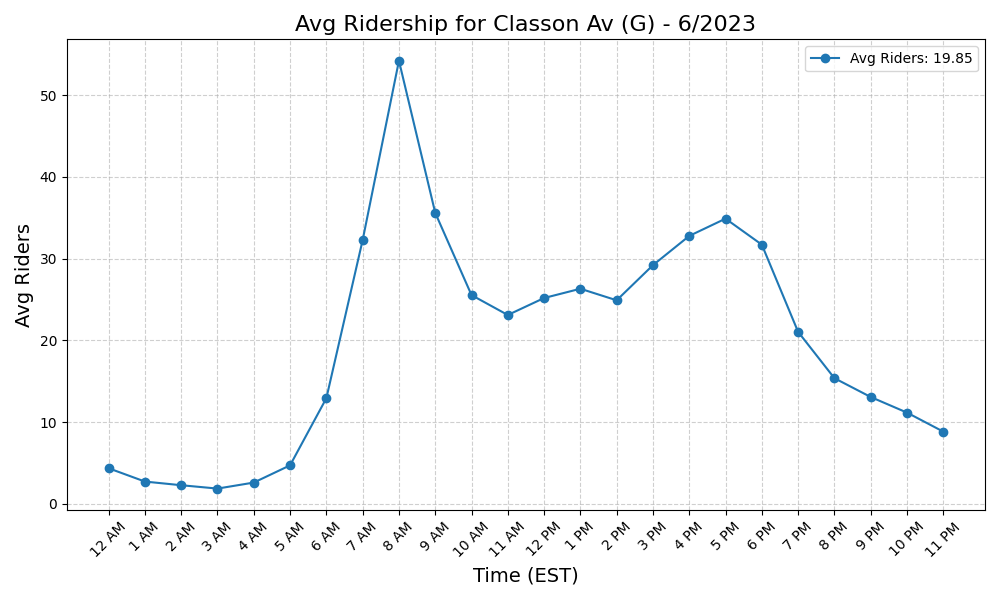 Avg Ridership for Classon Av (G) - 6/2023
Avg Riders: 19.85
Avg Riders
50
40
30
20
10
0
12 AM
1 AM
2 AM
3 AM
4 AM
5 AM
6 AM
7 AM
8 AM
9 AM
10 AM
11 AM
12 PM
1 PM
2 PM
3 PM
4 PM
5 PM
6 PM
7 PM
8 PM
9 PM
10 PM
11 PM
Time (EST)